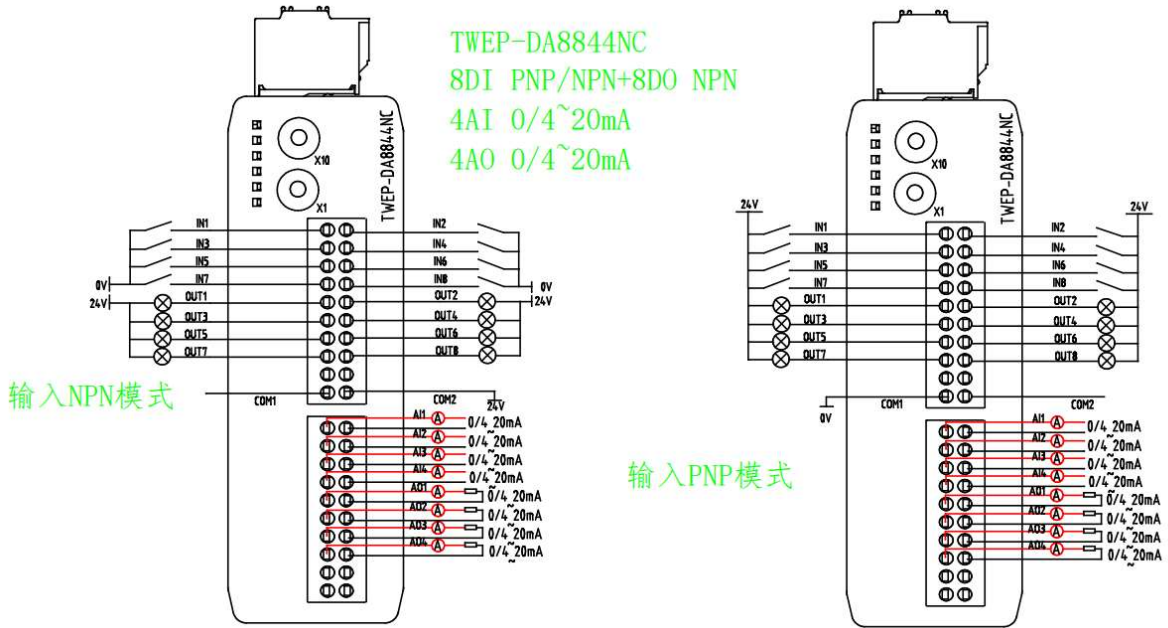 TWEP-DA8844NC
8DI PNP/NPN+8DO NPN
4AI 0/4~20mA
4AO 0/4~20mA
TWEP-DA8844NC
X10
X1
IN1 IN2
IN3 IN4
IN5 IN6
IN7 IN8
0V 0V
24V 24V
OUT1 OUT2
OUT3 OUT4
OUT5 OUT6
OUT7 OUT8
输入NPN模式
COM1 COM2
24V
AI1 A 0/4~20mA
AI2 A 0/4~20mA
AI3 A 0/4~20mA
AI4 A 0/4~20mA
AO1 A 0/4~20mA
AO2 A 0/4~20mA
AO3 A 0/4~20mA
AO4 A 0/4~20mA
TWEP-DA8844NC
X10
X1
24V 24V
IN1 IN2
IN3 IN4
IN5 IN6
IN7 IN8
OUT1 OUT2
OUT3 OUT4
OUT5 OUT6
OUT7 OUT8
0V
COM1 COM2
输入PNP模式
AI1 A 0/4~20mA
AI2 A 0/4~20mA
AI3 A 0/4~20mA
AI4 A 0/4~20mA
AO1 A 0/4~20mA
AO2 A 0/4~20mA
AO3 A 0/4~20mA
AO4 A 0/4~20mA